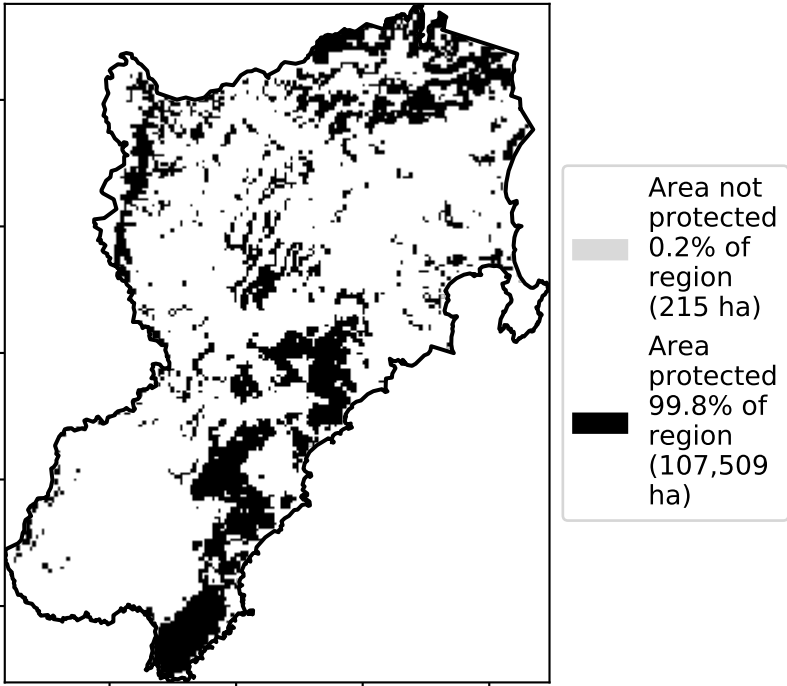 Area not
protected
0.2% of
region
(215 ha)
Area
protected
99.8% of
region
(107,509
ha)